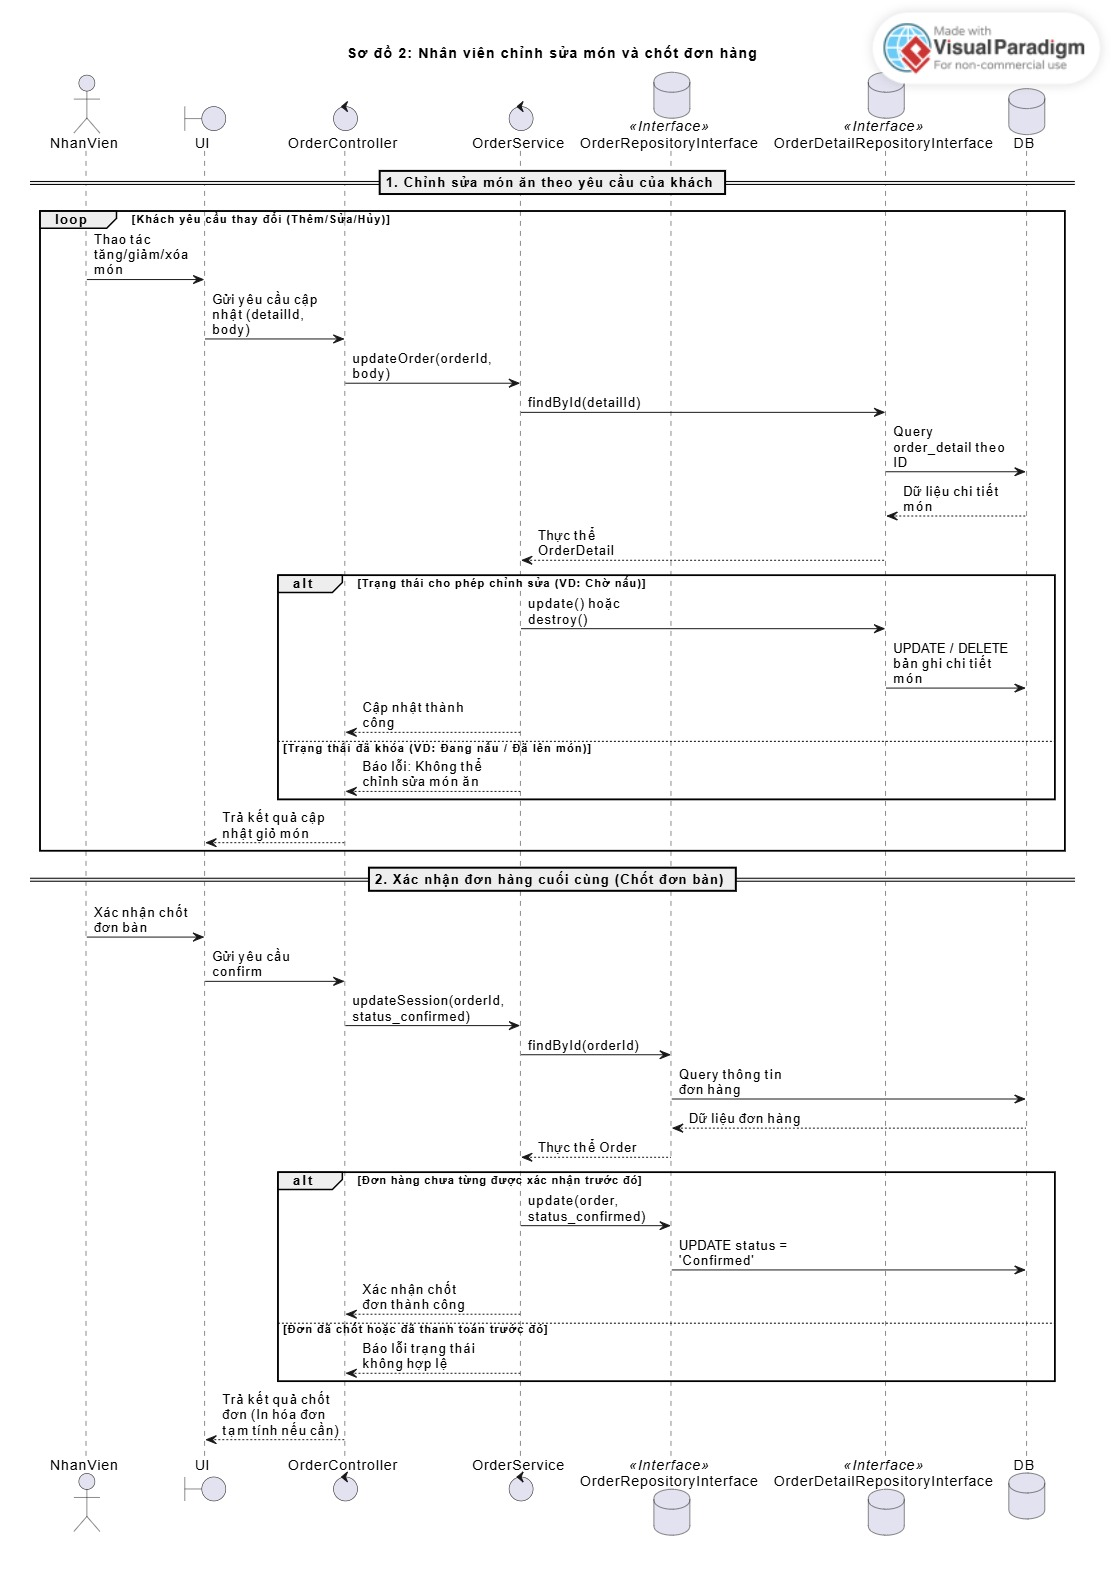 Made with
VisualParadigm
For non-commercial use
Sơ đồ 2: Nhân viên chỉnh sửa món và chốt đơn hàng
«Interface»
«Interface»
NhanVien
UI
OrderController
OrderService
OrderRepositoryInterface
OrderDetailRepositoryInterface
DB
1. Chỉnh sửa món ăn theo yêu cầu của khách
loop
[Khách yêu cầu thay đổi (Thêm/Sửa/Hủy)]
Thao tác
tăng/giảm/xóa
món
Gửi yêu cầu cập
nhật (detailId,
body)
updateOrder(orderId,
body)
findById(detailId)
Query
order_detail theo
ID
Dữ liệu chi tiết
món
Thực thể
OrderDetail
alt
[Trạng thái cho phép chỉnh sửa (VD: Chờ nấu)]
update() hoặc
destroy()
UPDATE / DELETE
bản ghi chi tiết
món
Cập nhật thành
công
[Trạng thái đã khóa (VD: Đang nấu / Đã lên món)]
Báo lỗi: Không thể
chỉnh sửa món ăn
Trả kết quả cập
nhật giỏ món
2. Xác nhận đơn hàng cuối cùng (Chốt đơn bàn)
Xác nhận chốt
đơn bàn
Gửi yêu cầu
confirm
updateSession(orderId,
status_confirmed)
findById(orderId)
Query thông tin
đơn hàng
Dữ liệu đơn hàng
Thực thể Order
alt
[Đơn hàng chưa từng được xác nhận trước đó]
update(order,
status_confirmed)
UPDATE status =
'Confirmed'
Xác nhận chốt
đơn thành công
[Đơn đã chốt hoặc đã thanh toán trước đó]
Báo lỗi trạng thái
không hợp lệ
Trả kết quả chốt
đơn (In hóa đơn
tạm tính nếu cần)
NhanVien
UI
OrderController
OrderService
«Interface»
OrderRepositoryInterface
«Interface»
OrderDetailRepositoryInterface
DB